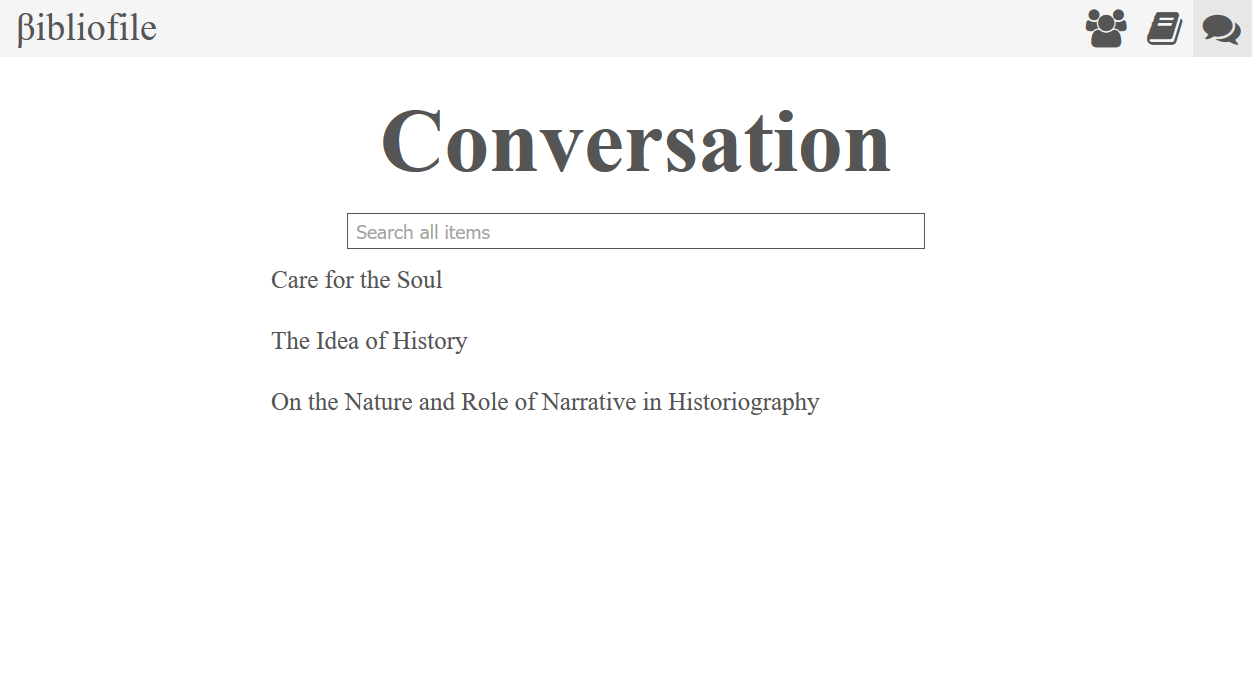 βibliofile
Conversation
Search all items
Care for the Soul
The Idea of History
On the Nature and Role of Narrative in Historiography